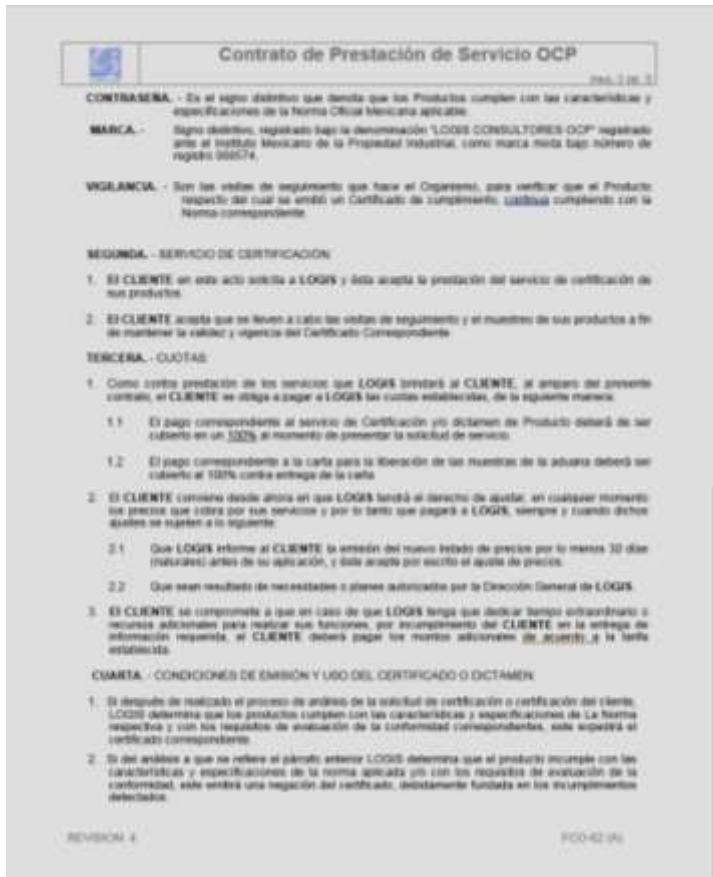 Contrato de Prestación de Servicio OCP
CONTRASEÑA. - Es el signo distintivo que denota que los Productos cumplen con las características y
especificaciones de la Norma Oficial Mexicana aplicable.
MARCA.- Signo distintivo, registrado bajo la denominación "LOGIS CONSULTORES OCP" registrado
ante el Instituto Mexicano de la Propiedad Industrial, como marca mixta bajo número de
registro
VIGILANCIA. - Son las visitas de seguimiento que hace el Organismo, para verificar que el Producto
respecto del cual se emitió un Certificado de cumplimiento, continua cumpliendo con la
Norma correspondiente.
SEGUNDA. - SERVICIO DE CERTIFICACIÓN:
1. El CLIENTE en este acto solicita a LOGIS y ésta acepta la prestación del servicio de certificación de
sus productos.
2. El CLIENTE acepta que se lleven a cabo las visitas de seguimiento y el muestreo de sus productos a fin
de mantener la validez y vigencia del Certificado Correspondiente.
TERCERA. - CUOTAS:
1. Como contra prestación de los servicios que LOGIS brindará al CLIENTE, al amparo del presente
contrato, el CLIENTE se obliga a pagar a LOGIS las cuotas establecidas, de la siguiente manera:
1.1 El pago correspondiente al servicio de Certificación y/o dictamen de Producto deberá de ser
cubierto en un 100% al momento de presentar la solicitud de servicio.
1.2 El pago correspondiente a la carta para la liberación de las muestras de la aduana deberá ser
cubierto al 100% contra entrega de la carta.
2. El CLIENTE conviene desde ahora en que LOGIS tendrá el derecho de ajustar, en cualquier momento
los precios que cobra por sus servicios y por lo tanto que pagará a LOGIS, siempre y cuando dichos
ajustes se sujeten a lo siguiente:
2.1 Que LOGIS informe al CLIENTE la emisión del nuevo listado de precios por lo menos 30 días
(naturales) antes de su aplicación, y éste acepte por escrito el ajuste de precios.
2.2 Que sean resultado de necesidades o planes autorizados por la Dirección General de LOGIS.
3. El CLIENTE se compromete a que en caso de que LOGIS tenga que dedicar tiempo extraordinario o
recursos adicionales para realizar sus funciones, por incumplimiento del CLIENTE en la entrega de
información requerida, el CLIENTE deberá pagar los montos adicionales de acuerdo a la tarifa
establecida.
CUARTA. - CONDICIONES DE EMISIÓN Y USO DEL CERTIFICADO O DICTAMEN:
1. Si después de realizado el proceso de análisis de la solicitud de certificación o certificación del cliente,
LOGIS determina que los productos cumplen con las características y especificaciones de La Norma
respectiva y con los requisitos de evaluación de la conformidad correspondientes, este expedirá el
certificado correspondiente.
2. Si del análisis a que se refiere el párrafo anterior LOGIS determina que el producto incumple con las
características y especificaciones de la norma aplicada y/o con los requisitos de evaluación de la
conformidad, este emitirá una negación del certificado, debidamente fundada en los incumplimientos
detectados.
REVISION 4 FCO-02 (A)